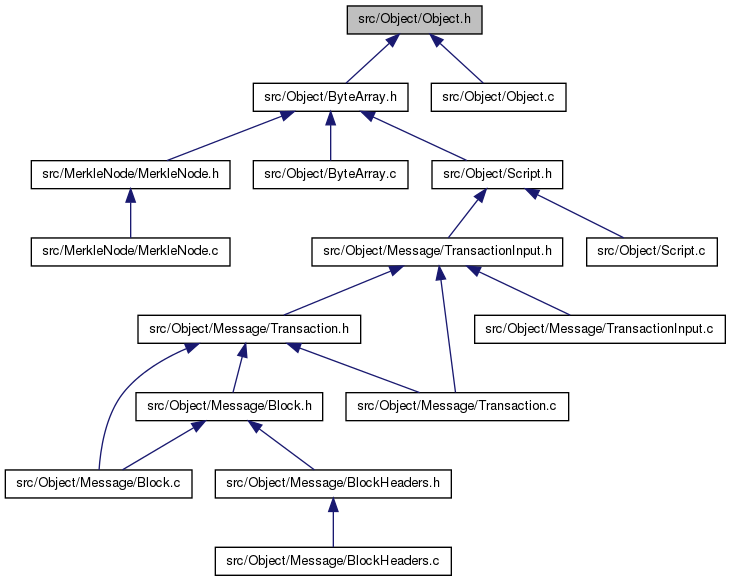 src/Object/Object.h
src/Object/ByteArray.h
src/Object/Object.c
src/MerkleNode/MerkleNode.h
src/Object/ByteArray.c
src/Object/Script.h
src/MerkleNode/MerkleNode.c
src/Object/Message/TransactionInput.h
src/Object/Script.c
src/Object/Message/Transaction.h
src/Object/Message/TransactionInput.c
src/Object/Message/Block.h
src/Object/Message/Transaction.c
src/Object/Message/Block.c
src/Object/Message/BlockHeaders.h
src/Object/Message/BlockHeaders.c